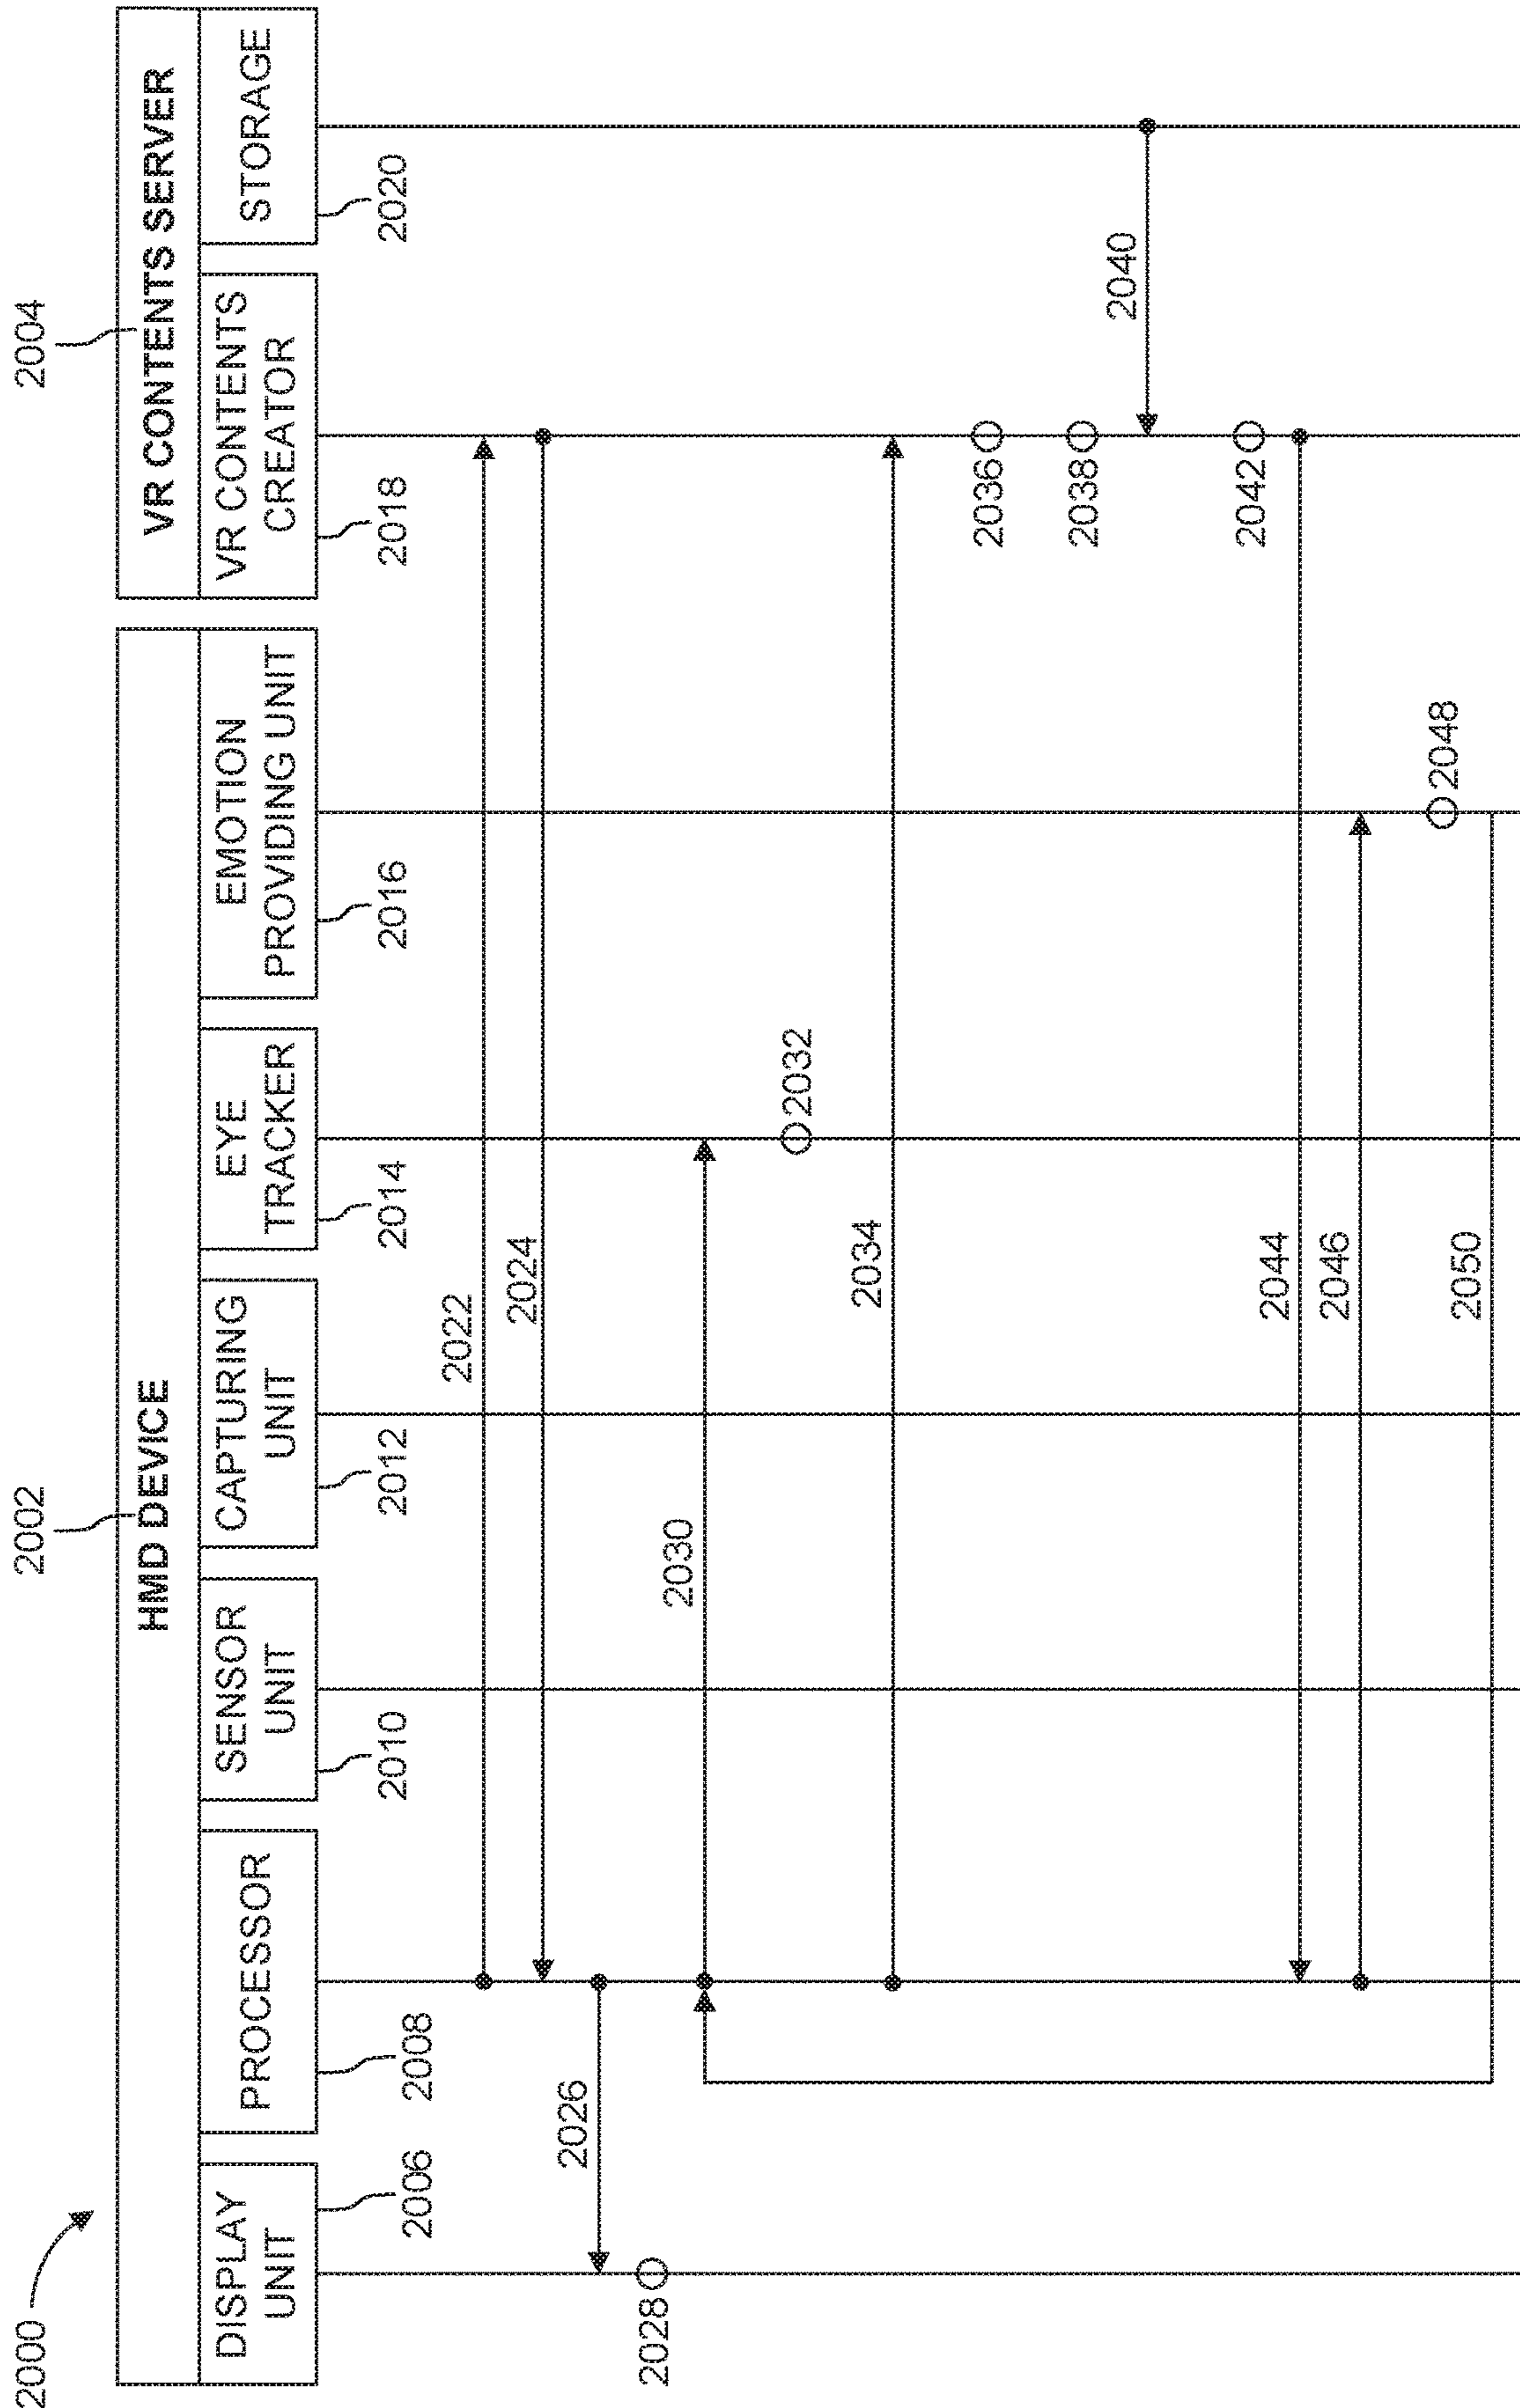 2000
2002
2004
HMD DEVICE
VR CONTENTS SERVER
DISPLAY
UNIT
PROCESSOR
SENSOR
UNIT
CAPTURING
UNIT
EYE
TRACKER
EMOTION
PROVIDING UNIT
VR CONTENTS
CREATOR
STORAGE
2006
2008
2010
2012
2014
2016
2018
2020
2022
2024
2026
2028
2030
2032
2034
2036
2038
2040
2042
2044
2046
2048
2050